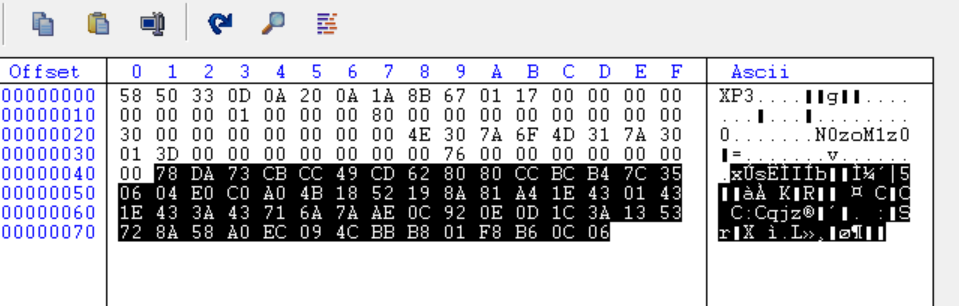 Offset 0 1 2 3 4 5 6 7 8 9 A B C D E F Ascii
00000000 58 50 33 0D 0A 20 0A 1A 8B 67 01 17 00 00 00 00 XP3.... g ....
00000010 00 00 00 01 00 00 00 80 00 00 00 00 00 00 00 00 ... ... ........
00000020 30 00 00 00 00 00 00 00 4E 30 7A 6F 4D 31 7A 30 0.......N0zoM1z0
00000030 01 3D 00 00 00 00 00 00 00 76 00 00 00 00 00 00 =.......v......
00000040 00 78 DA 73 CB CC 49 CD 62 80 80 CC BC B4 7C 35 .xÚsËÌIÍb Ì¼´|5
00000050 06 04 E0 C0 A0 4B 18 52 19 8A 81 A4 1E 43 01 43 àÀ K R ¤ C C
00000060 1E 43 3A 43 71 6A 7A AE 0C 92 0E 0D 1C 3A 13 53 C:Cqjz® . : S
00000070 72 8A 58 A0 EC 09 4C BB B8 01 F8 B6 0C 06 r X ì.L»¸ ø¶